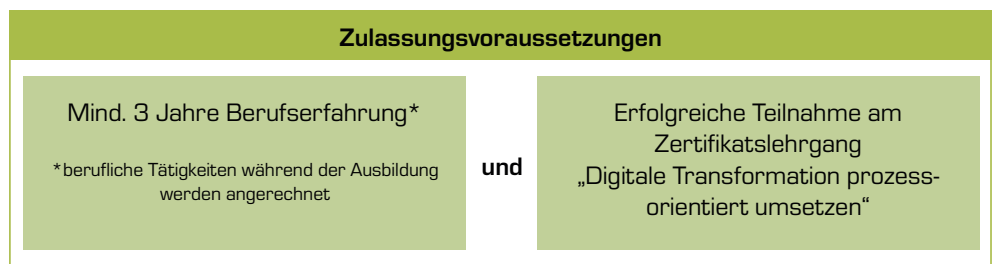 Zulassungsvoraussetzungen
Mind. 3 Jahre Berufserfahrung*
*berufliche Tätigkeiten während der Ausbildung
werden angerechnet
und
Erfolgreiche Teilnahme am
Zertifikatslehrgang
„Digitale Transformation prozess-
orientiert umsetzen“